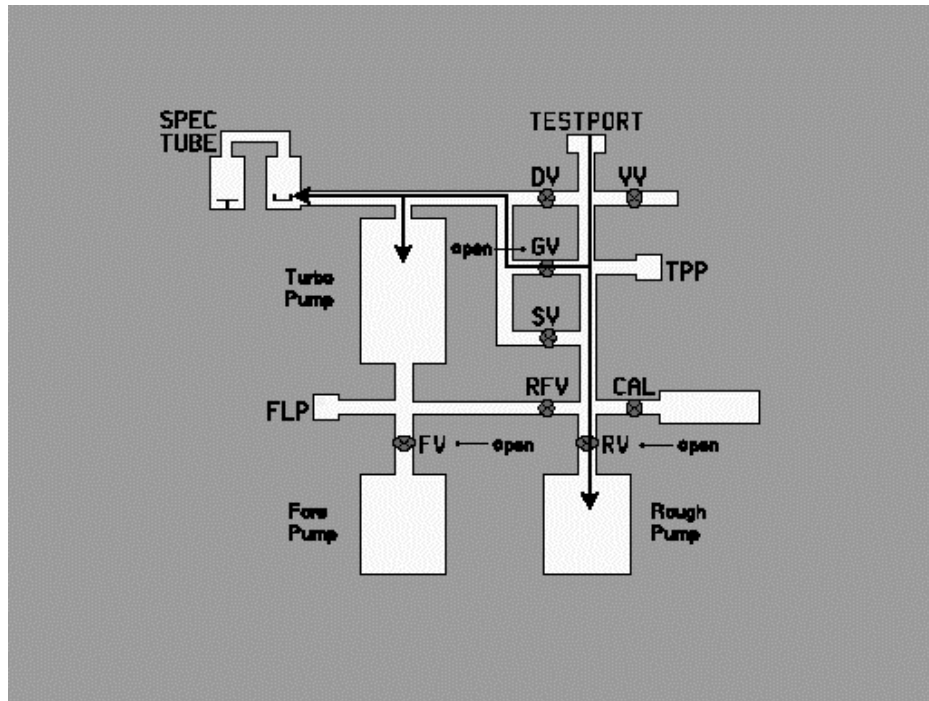 SPEC
TUBE
TESTPORT
DV
VV
open
GV
TPP
Turbo
Pump
SV
RFV
CAL
FLP
FV
open
RV
open
Fore
Pump
Rough
Pump